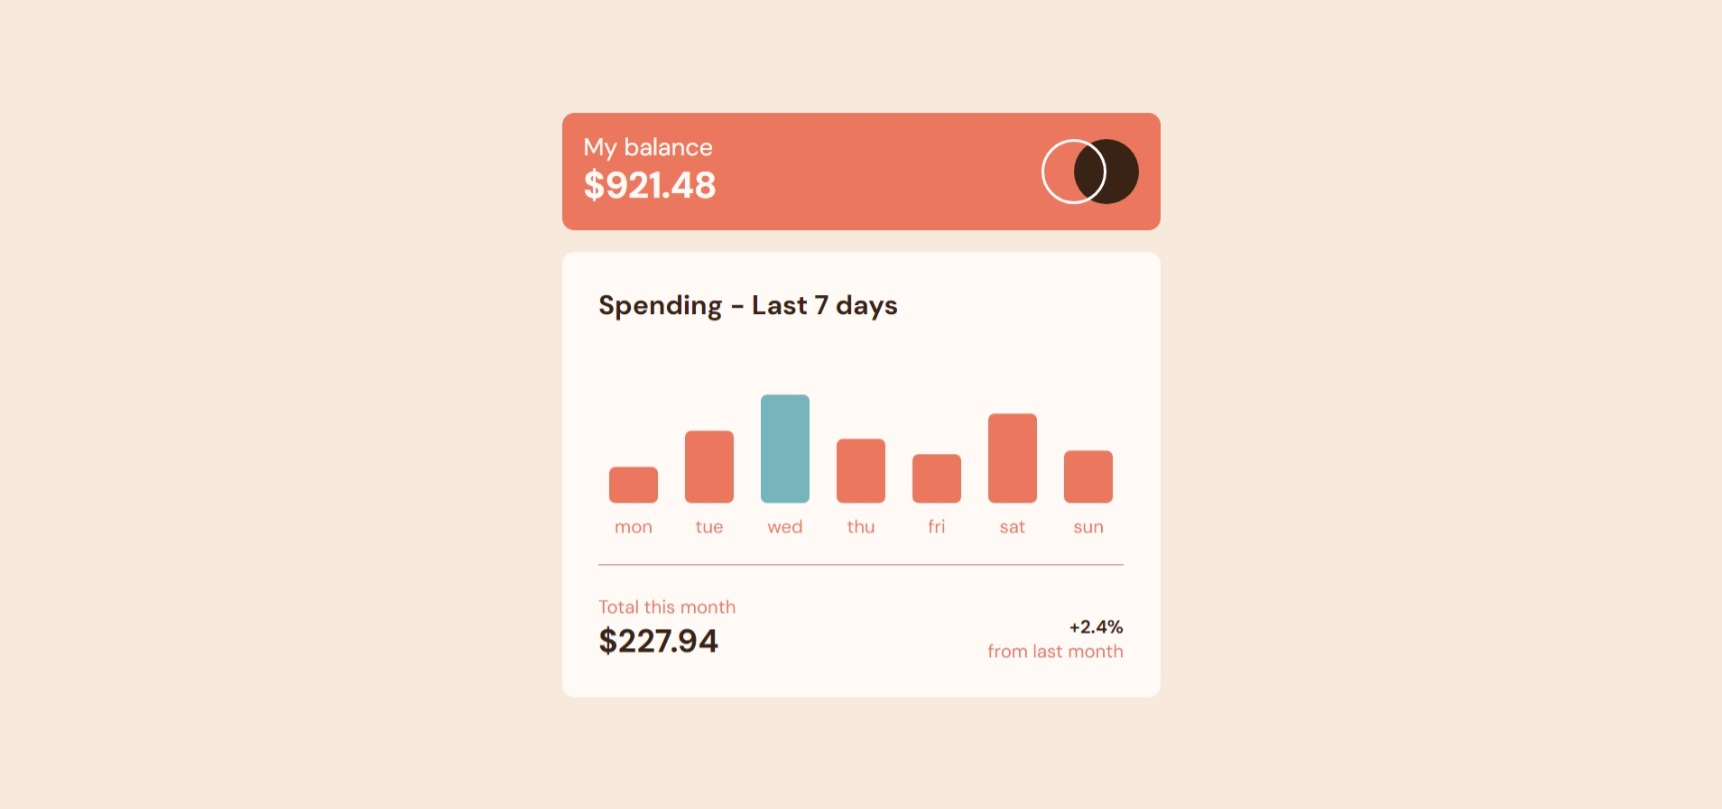 My balance
$921.48
Spending - Last 7 days
mon tue wed thu fri sat sun
Total this month
$227.94
+2.4%
from last month